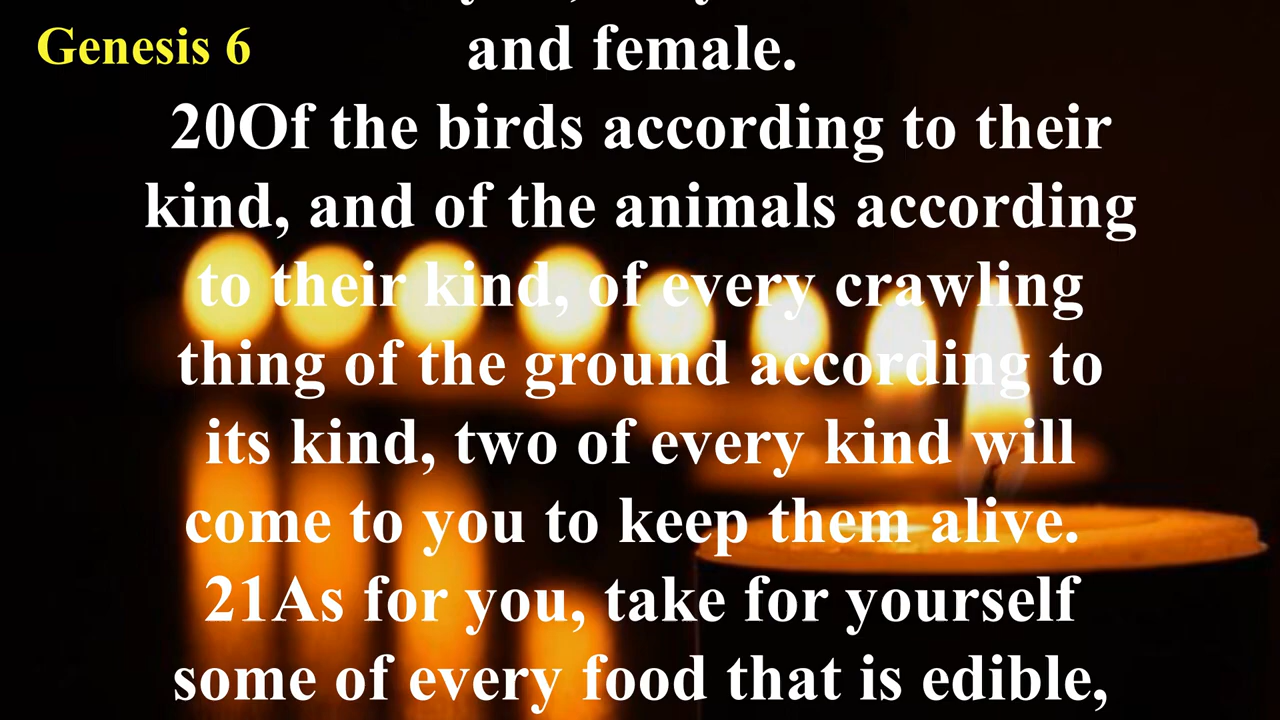 Genesis 6
and female.
20Of the birds according to their
kind, and of the animals according
to their kind, of every crawling
thing of the ground according to
its kind, two of every kind will
come to you to keep them alive.
21As for you, take for yourself
some of every food that is edible,